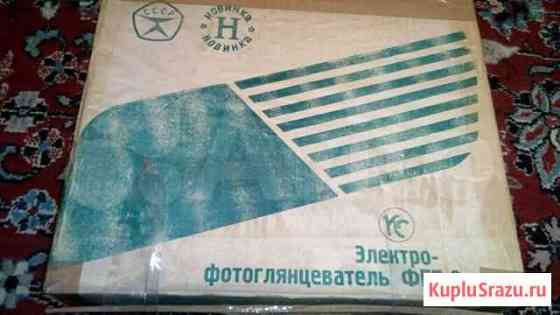 СССР
НОВИНКА
Н
НОВИНКА
Электро-
фотоглянцеватель
KupluSrazu.ru